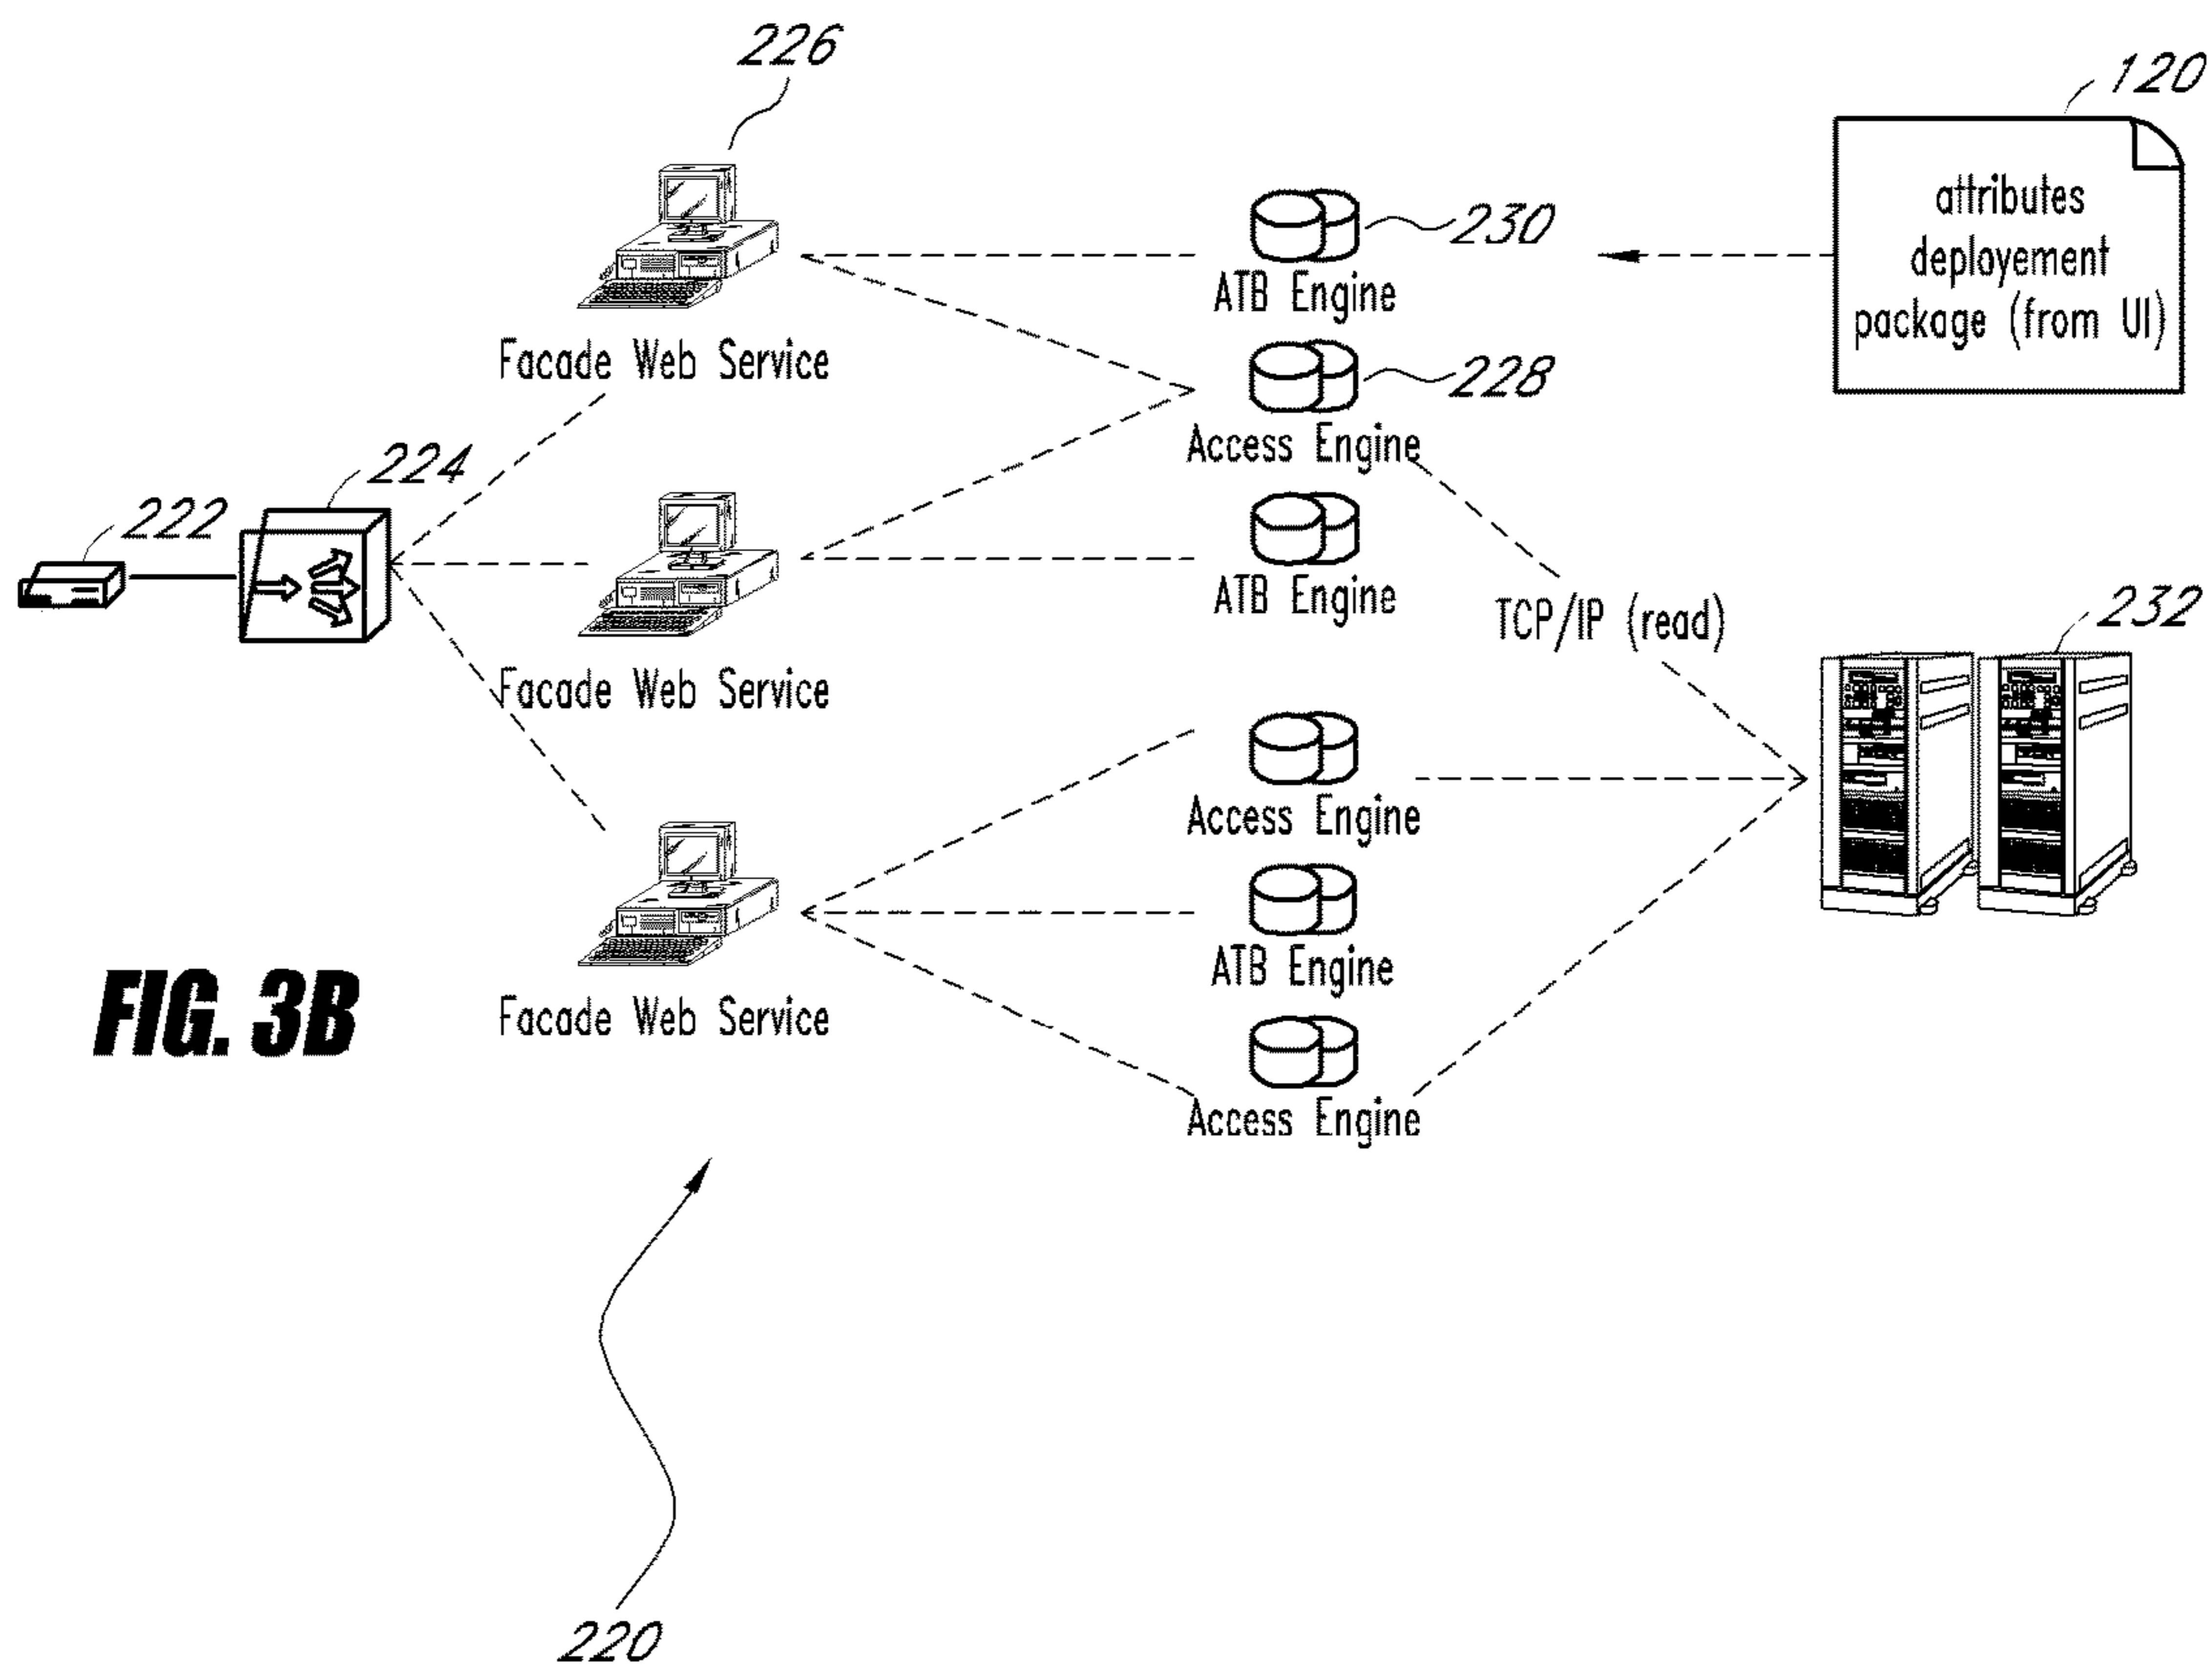 226
120
attributes
deployement
package (from UI)
230
ATB Engine
Facade Web Service
228
Access Engine
224
222
ATB Engine
TCP/IP (read)
232
Facade Web Service
Access Engine
ATB Engine
FIG. 3B
Facade Web Service
Access Engine
220